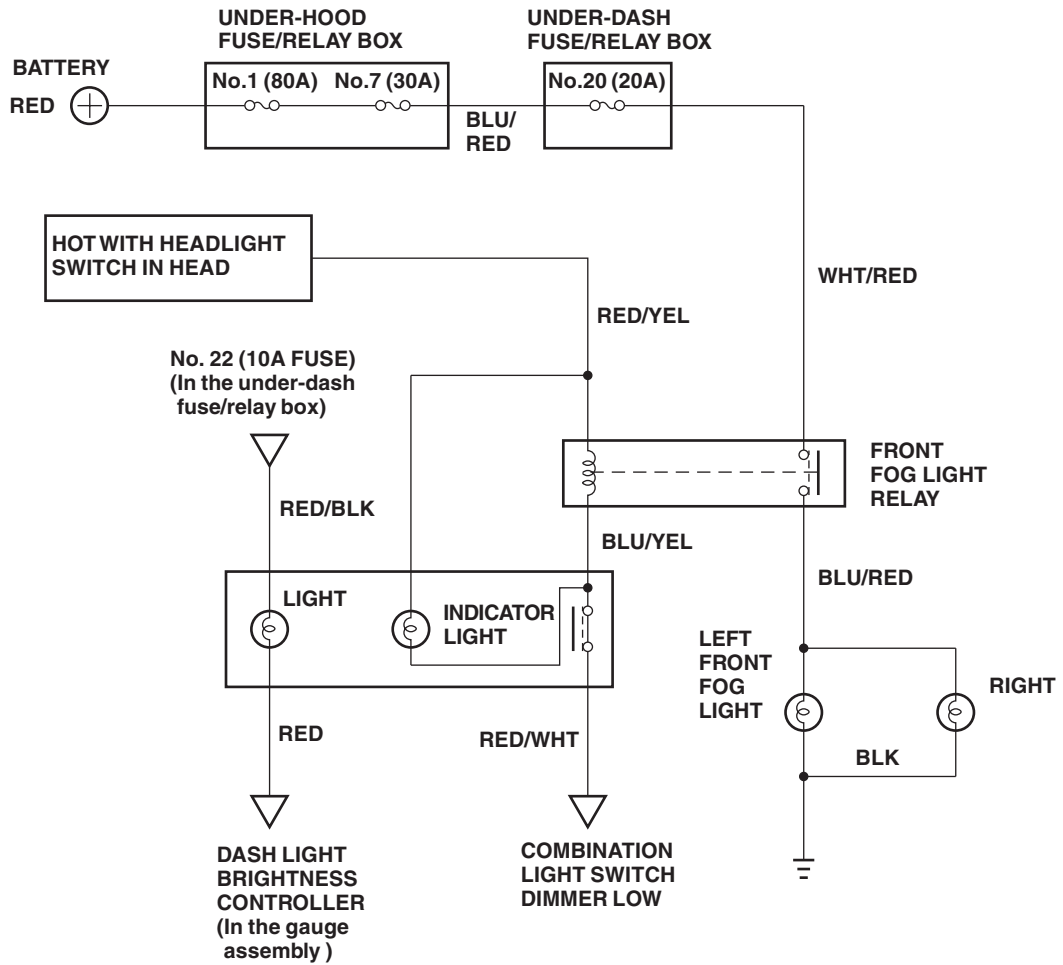 UNDER-HOOD
FUSE/RELAY BOX
UNDER-DASH
FUSE/RELAY BOX
BATTERY
RED
No.1 (80A)
No.7 (30A)
No.20 (20A)
BLU/
RED
HOT WITH HEADLIGHT
SWITCH IN HEAD
WHT/RED
RED/YEL
No. 22 (10A FUSE)
(In the under-dash
fuse/relay box)
FRONT
FOG LIGHT
RELAY
RED/BLK
BLU/YEL
BLU/RED
LIGHT
INDICATOR
LIGHT
LEFT
FRONT
FOG
LIGHT
RIGHT
RED
RED/WHT
BLK
DASH LIGHT
BRIGHTNESS
CONTROLLER
(In the gauge
assembly )
COMBINATION
LIGHT SWITCH
DIMMER LOW